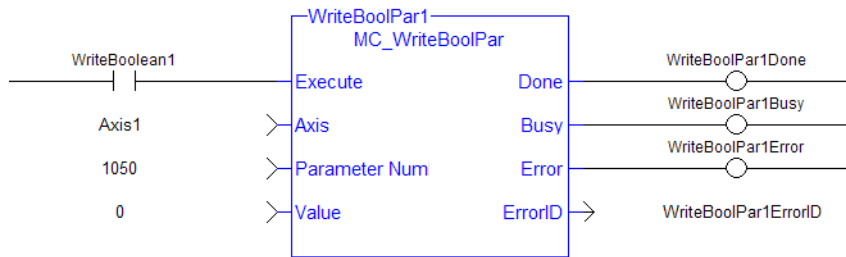 WriteBoolPar1
MC_WriteBoolPar
WriteBoolean1 Execute Done WriteBoolPar1Done
Axis1 Axis Busy WriteBoolPar1Busy
1050 Parameter Num Error WriteBoolPar1Error
0 Value ErrorID WriteBoolPar1ErrorID